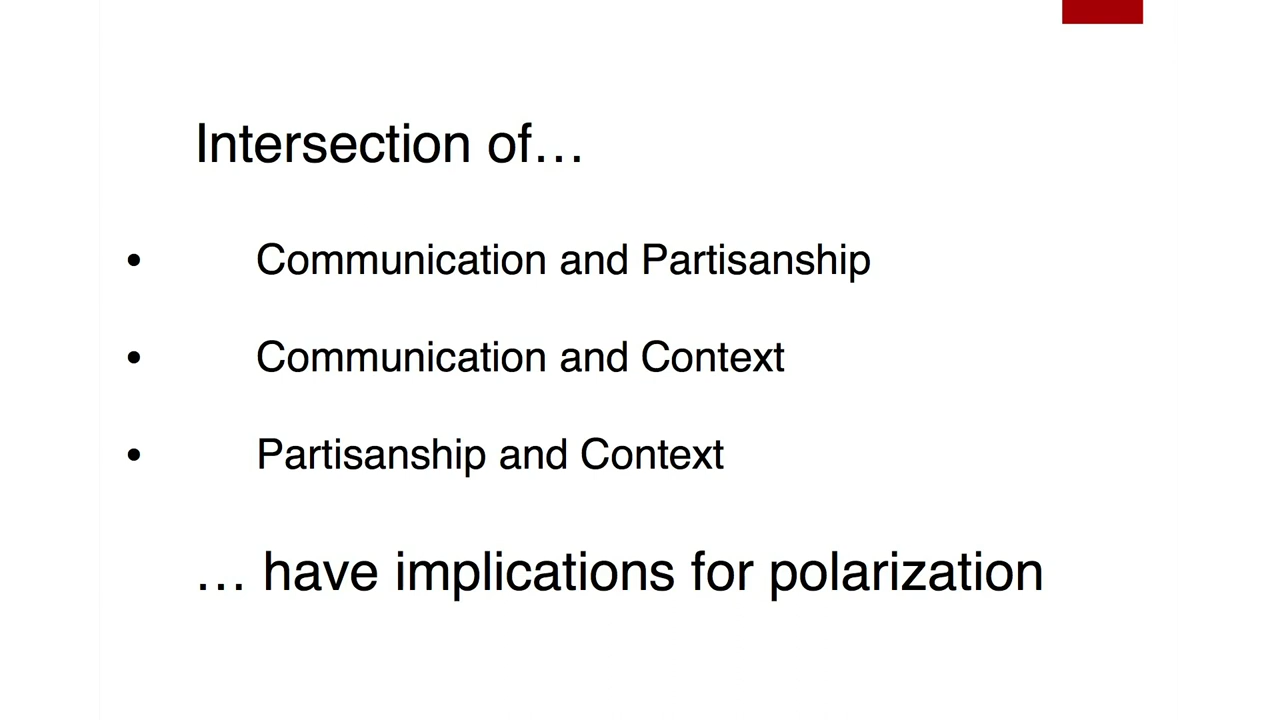 Intersection of…
• Communication and Partisanship
• Communication and Context
• Partisanship and Context
… have implications for polarization